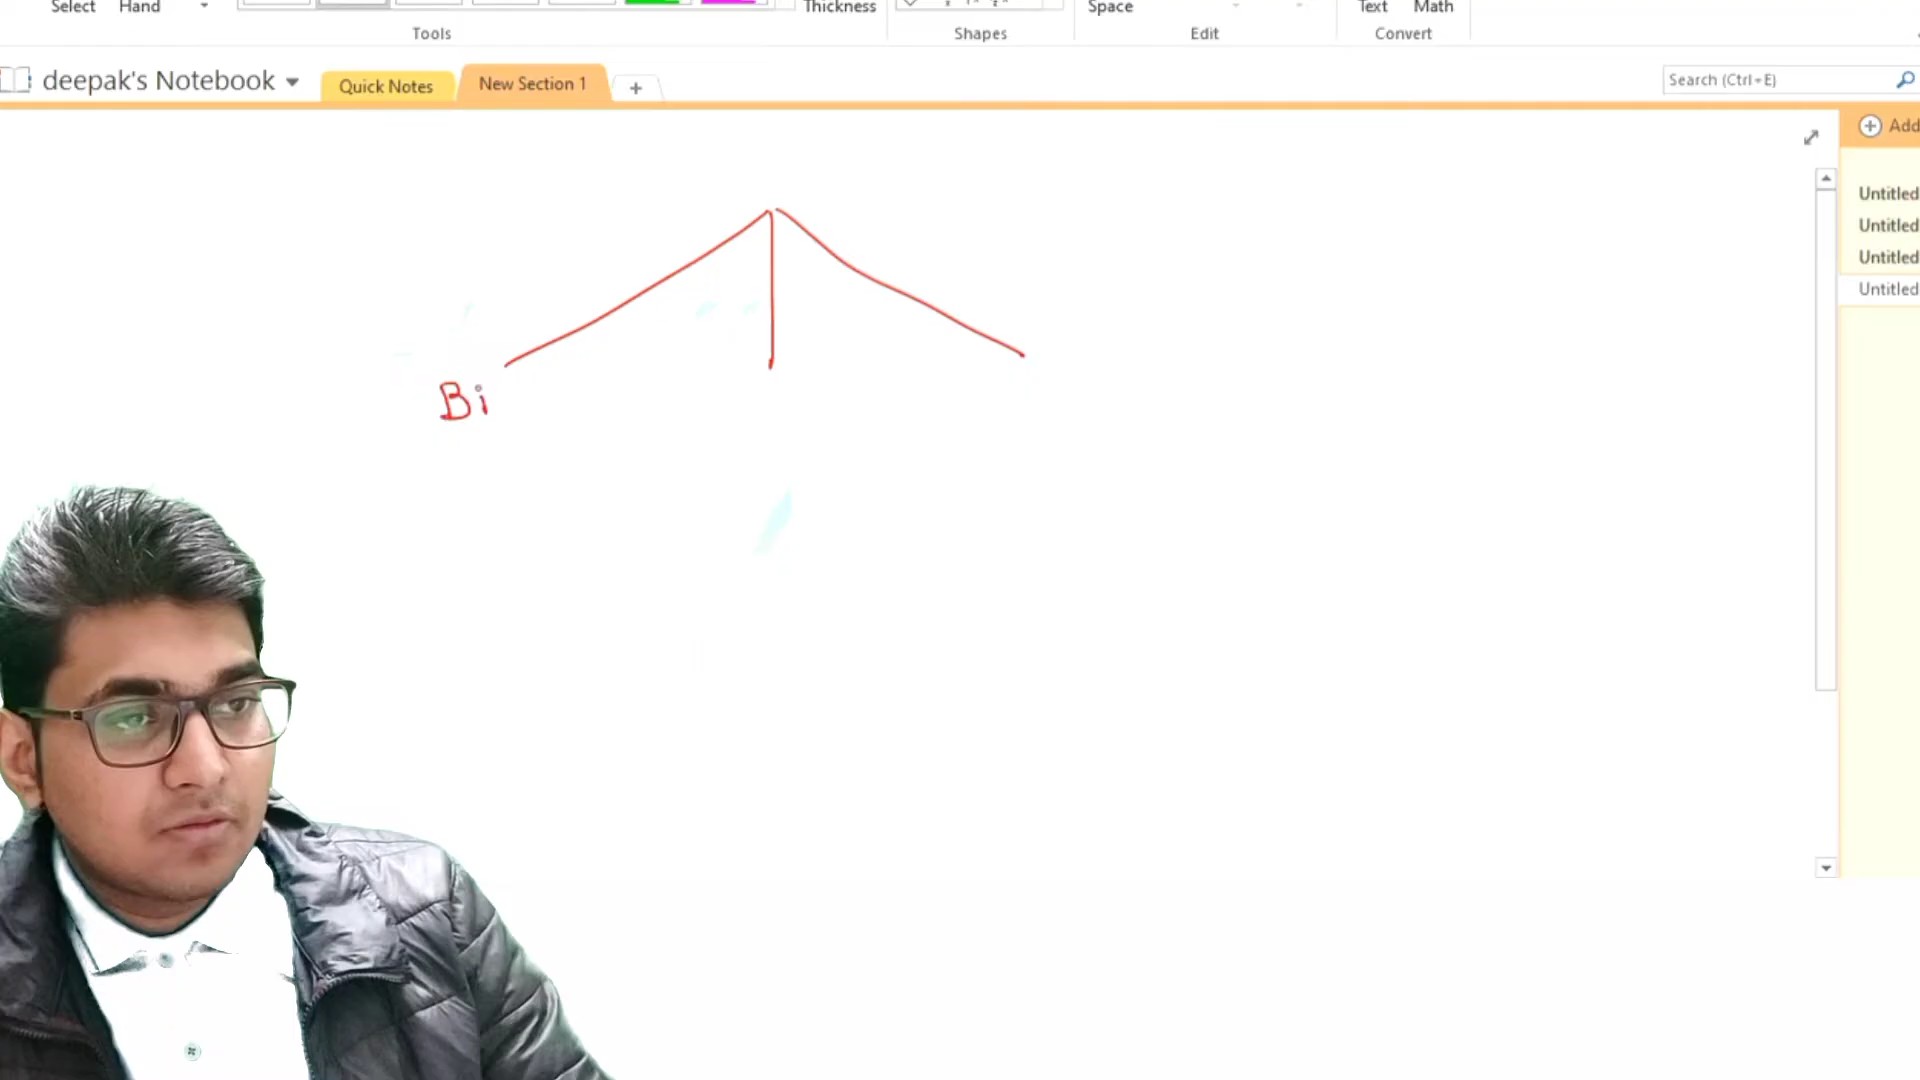 Select Hand Thickness Space Text Math
Tools Shapes Edit Convert
deepak's Notebook Quick Notes New Section 1 + Search (Ctrl+E)
Add
Untitled
Untitled
Untitled
Untitled
Bi